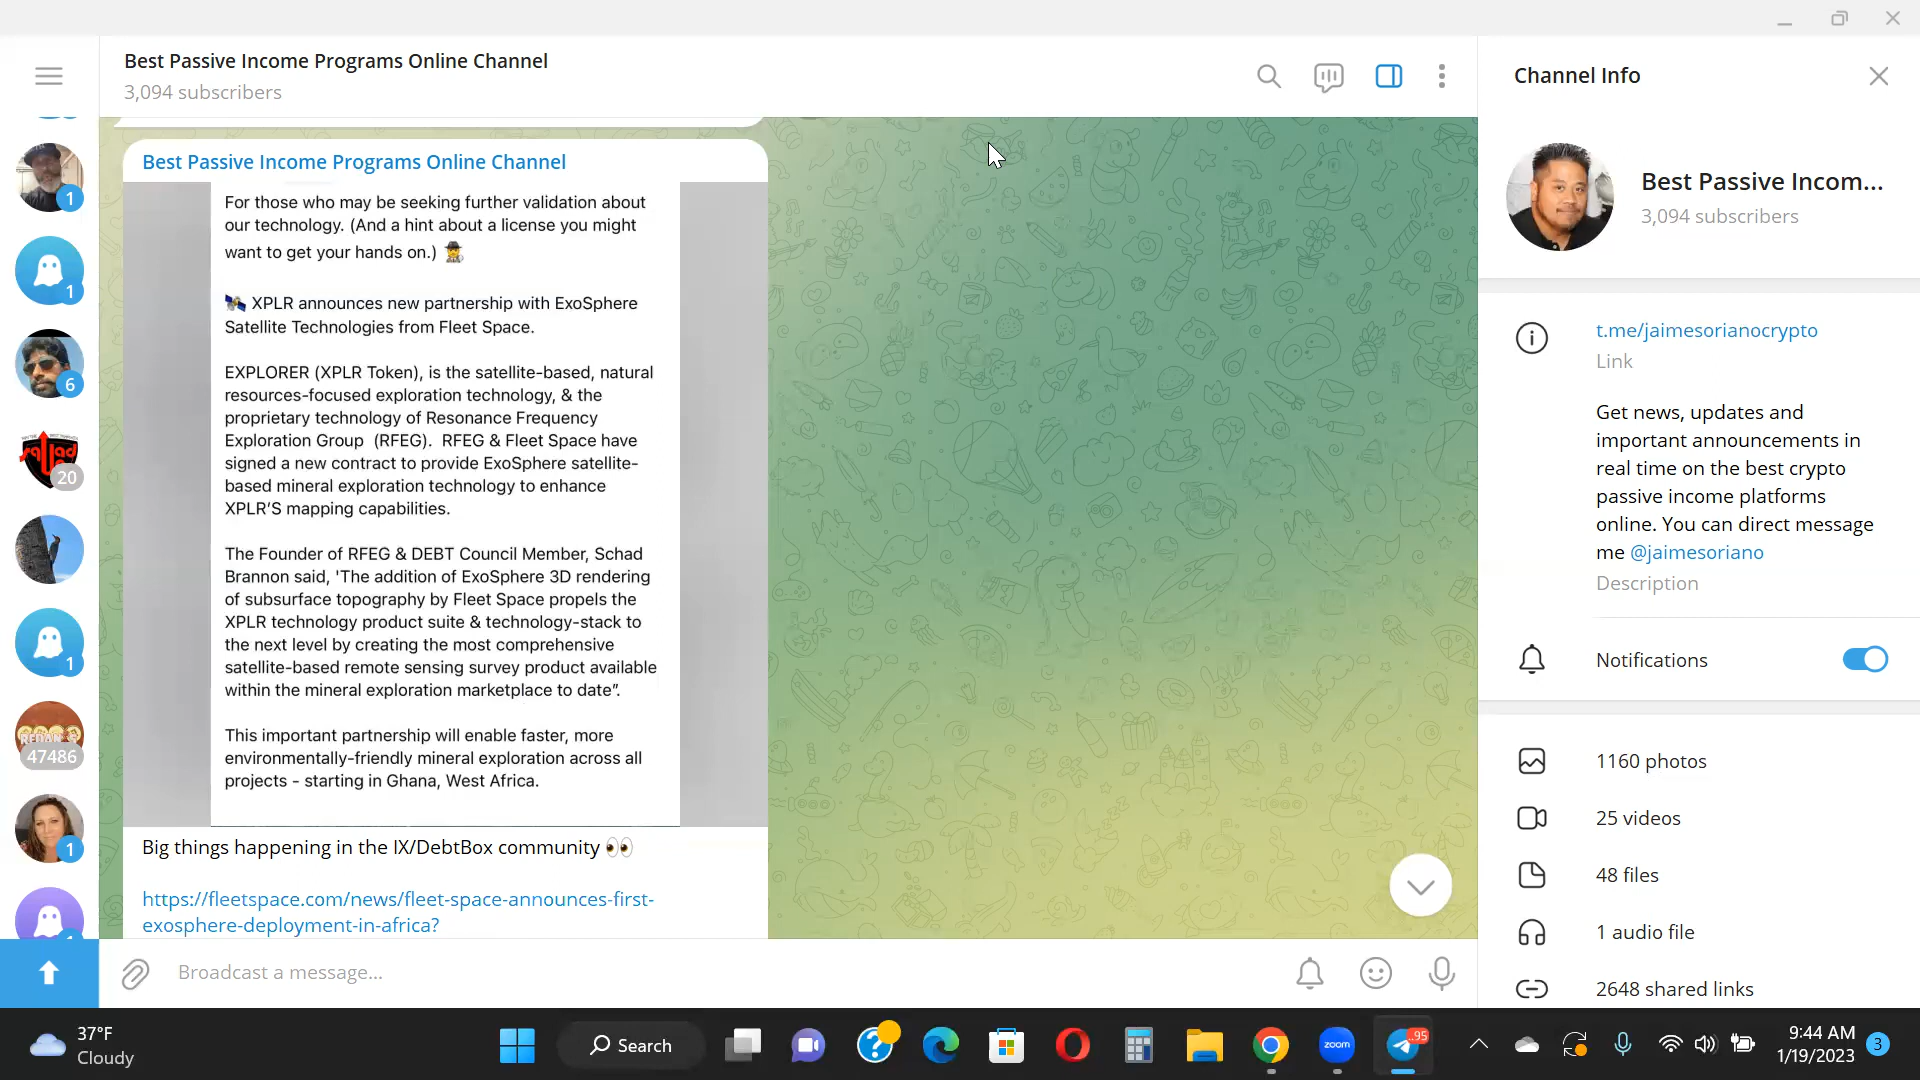 Best Passive Income Programs Online Channel
3,094 subscribers
Best Passive Income Programs Online Channel
For those who may be seeking further validation about
our technology. (And a hint about a license you might
want to get your hands on.) 🕵️
🛰️ XPLR announces new partnership with ExoSphere
Satellite Technologies from Fleet Space.
EXPLORER (XPLR Token), is the satellite-based, natural
resources-focused exploration technology, & the
proprietary technology of Resonance Frequency
Exploration Group (RFEG). RFEG & Fleet Space have
signed a new contract to provide ExoSphere satellite-
based mineral exploration technology to enhance
XPLR'S mapping capabilities.
The Founder of RFEG & DEBT Council Member, Schad
Brannon said, 'The addition of ExoSphere 3D rendering
of subsurface topography by Fleet Space propels the
XPLR technology product suite & technology-stack to
the next level by creating the most comprehensive
satellite-based remote sensing survey product available
within the mineral exploration marketplace to date”.
This important partnership will enable faster, more
environmentally-friendly mineral exploration across all
projects - starting in Ghana, West Africa.
Big things happening in the IX/DebtBox community 👀
https://fleetspace.com/news/fleet-space-announces-first-
exosphere-deployment-in-africa?
Broadcast a message...
Channel Info
Best Passive Incom...
3,094 subscribers
t.me/jaimesorianocrypto
Link
Get news, updates and
important announcements in
real time on the best crypto
passive income platforms
online. You can direct message
me @jaimesoriano
Description
Notifications
1160 photos
25 videos
48 files
1 audio file
2648 shared links
1
1
6
20
1
47486
1
37°F
Cloudy
Search
zoom
..95
9:44 AM
1/19/2023
3